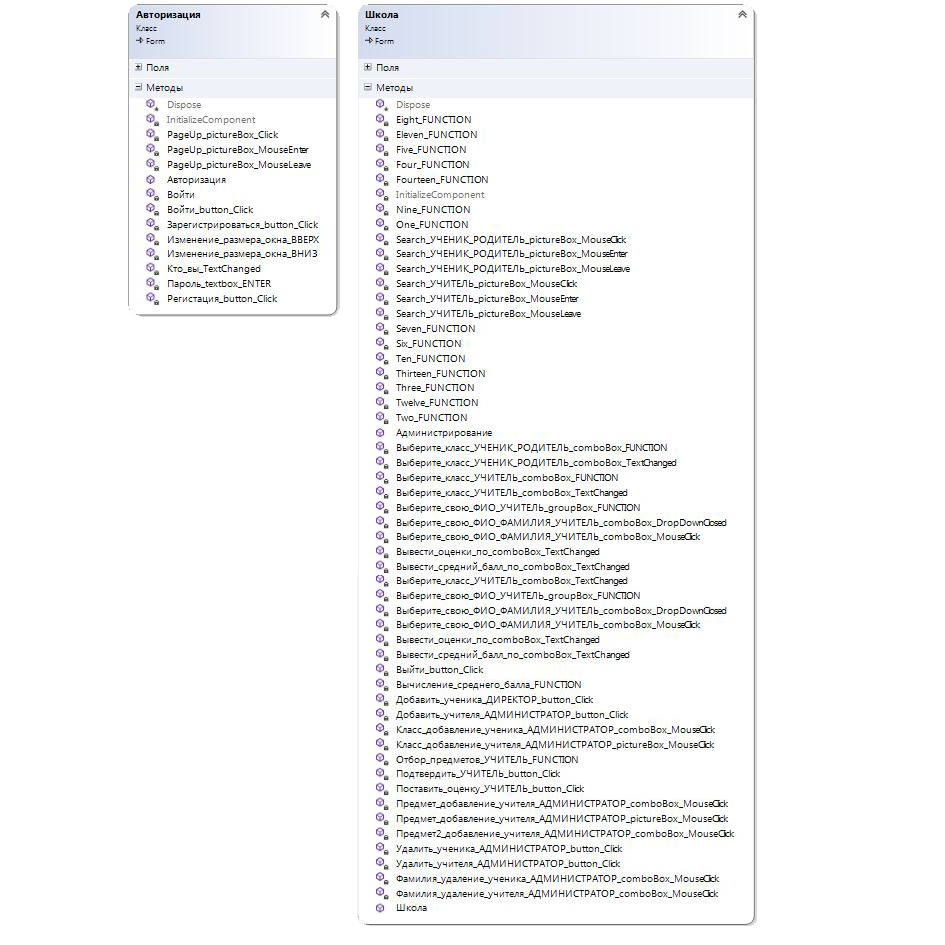 Авторизация
Класс
Form
Поля
Методы
Dispose
InitializeComponent
PageUp_pictureBox_Click
PageUp_pictureBox_MouseEnter
PageUp_pictureBox_MouseLeave
Авторизация
Войти
Войти_button_Click
Зарегистрироваться_button_Click
Изменение_размера_окна_ВВЕРХ
Изменение_размера_окна_ВНИЗ
Кто_вы_TextChanged
Пароль_textbox_ENTER
Регистация_button_Click
Школа
Класс
Form
Поля
Методы
Dispose
Eight_FUNCTION
Eleven_FUNCTION
Five_FUNCTION
Four_FUNCTION
Fourteen_FUNCTION
InitializeComponent
Nine_FUNCTION
One_FUNCTION
Search_УЧЕНИК_РОДИТЕЛЬ_pictureBox_MouseClick
Search_УЧЕНИК_РОДИТЕЛЬ_pictureBox_MouseEnter
Search_УЧЕНИК_РОДИТЕЛЬ_pictureBox_MouseLeave
Search_УЧИТЕЛЬ_pictureBox_MouseClick
Search_УЧИТЕЛЬ_pictureBox_MouseEnter
Search_УЧИТЕЛЬ_pictureBox_MouseLeave
Seven_FUNCTION
Six_FUNCTION
Ten_FUNCTION
Thirteen_FUNCTION
Three_FUNCTION
Twelve_FUNCTION
Two_FUNCTION
Администрирование
Выберите_класс_УЧЕНИК_РОДИТЕЛЬ_comboBox_FUNCTION
Выберите_класс_УЧЕНИК_РОДИТЕЛЬ_comboBox_TextChanged
Выберите_класс_УЧИТЕЛЬ_comboBox_FUNCTION
Выберите_класс_УЧИТЕЛЬ_comboBox_TextChanged
Выберите_свою_ФИО_УЧИТЕЛЬ_groupBox_FUNCTION
Выберите_свою_ФИО_ФАМИЛИЯ_УЧИТЕЛЬ_comboBox_DropDownClosed
Выберите_свою_ФИО_ФАМИЛИЯ_УЧИТЕЛЬ_comboBox_MouseClick
Вывести_оценки_по_comboBox_TextChanged
Вывести_средний_балл_по_comboBox_TextChanged
Выберите_класс_УЧИТЕЛЬ_comboBox_TextChanged
Выберите_свою_ФИО_УЧИТЕЛЬ_groupBox_FUNCTION
Выберите_свою_ФИО_ФАМИЛИЯ_УЧИТЕЛЬ_comboBox_DropDownClosed
Выберите_свою_ФИО_ФАМИЛИЯ_УЧИТЕЛЬ_comboBox_MouseClick
Вывести_оценки_по_comboBox_TextChanged
Вывести_средний_балл_по_comboBox_TextChanged
Выйти_button_Click
Вычисление_среднего_балла_FUNCTION
Добавить_ученика_ДИРЕКТОР_button_Click
Добавить_учителя_АДМИНИСТРАТОР_button_Click
Класс_добавление_ученика_АДМИНИСТРАТОР_comboBox_MouseClick
Класс_добавление_учителя_АДМИНИСТРАТОР_pictureBox_MouseClick
Отбор_предметов_УЧИТЕЛЬ_FUNCTION
Подтвердить_УЧИТЕЛЬ_button_Click
Поставить_оценку_УЧИТЕЛЬ_button_Click
Предмет_добавление_учителя_АДМИНИСТРАТОР_comboBox_MouseClick
Предмет_добавление_учителя_АДМИНИСТРАТОР_pictureBox_MouseClick
Предмет2_добавление_учителя_АДМИНИСТРАТОР_comboBox_MouseClick
Удалить_ученика_АДМИНИСТРАТОР_button_Click
Удалить_учителя_АДМИНИСТРАТОР_button_Click
Фамилия_удаление_ученика_АДМИНИСТРАТОР_comboBox_MouseClick
Фамилия_удаление_учителя_АДМИНИСТРАТОР_comboBox_MouseClick
Школа